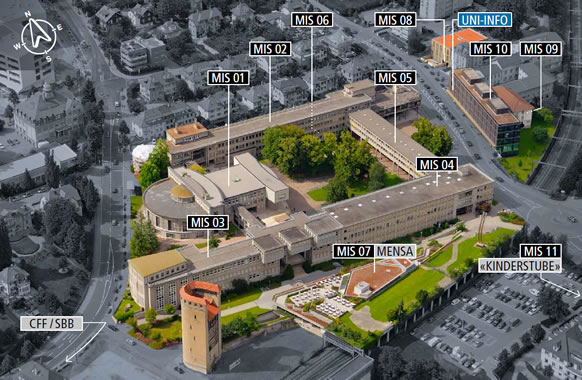 N
W E
S
MIS 06
MIS 08
UNI-INFO
MIS 02
MIS 10
MIS 09
MIS 01
MIS 05
MIS 04
MIS 03
MIS 07 MENSA
MIS 11
«KINDERSTUBE»
CFF / SBB